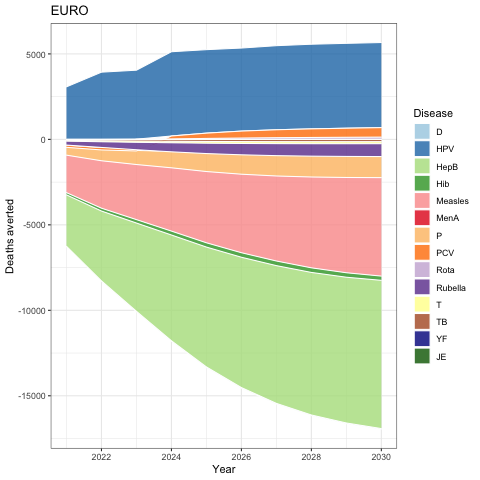 EURO
Deaths averted
5000
0
-5000
-10000
-15000
2022
2024
2026
2028
2030
Year
Disease
D
HPV
HepB
Hib
Measles
MenA
P
PCV
Rota
Rubella
T
TB
YF
JE